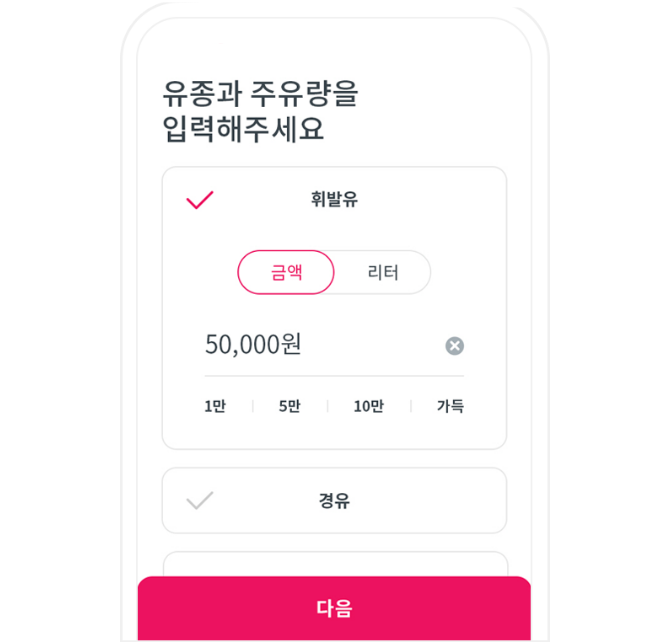 유종과 주유량을
입력해주세요
휘발유
금액 리터
50,000원
1만 5만 10만 가득
경유
다음